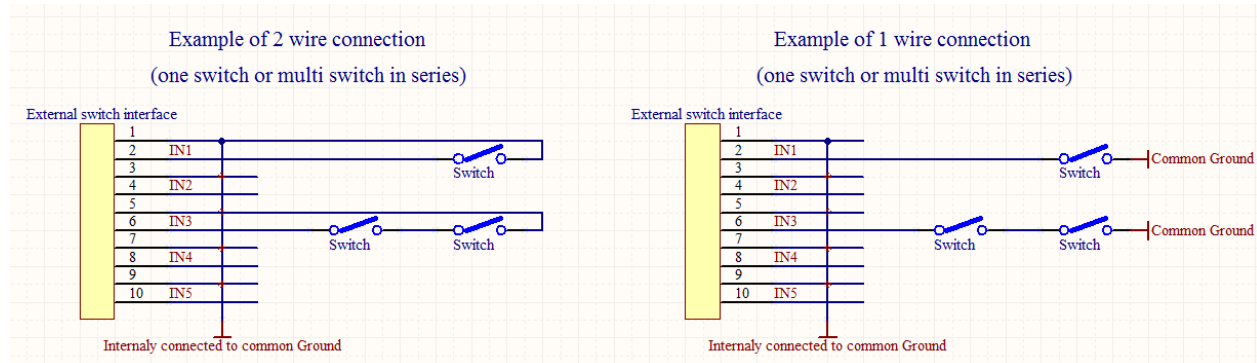 Example of 2 wire connection
(one switch or multi switch in series)
External switch interface
1
2 IN1
3
4 IN2
5
6 IN3
7
8 IN4
9
10 IN5
Switch
Switch
Switch
Internaly connected to common Ground
Example of 1 wire connection
(one switch or multi switch in series)
External switch interface
1
2 IN1
3
4 IN2
5
6 IN3
7
8 IN4
9
10 IN5
Switch
Common Ground
Switch
Switch
Common Ground
Internaly connected to common Ground